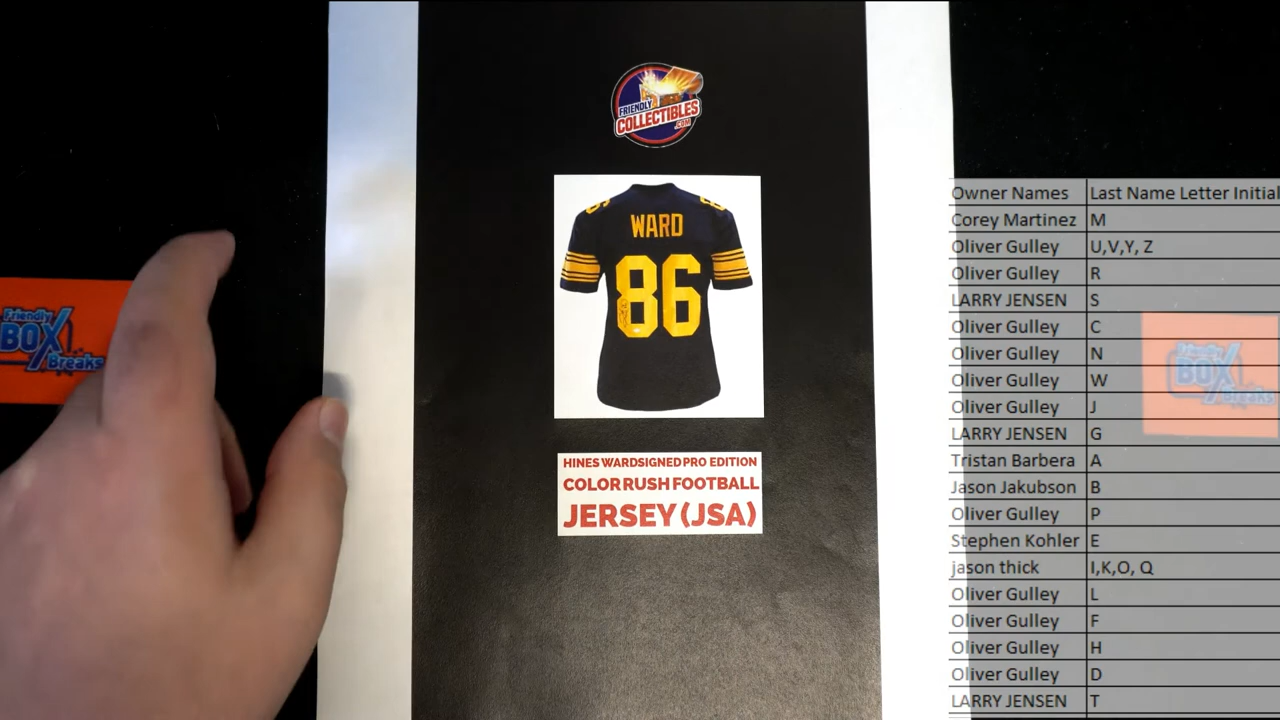 FRIENDLY
COLLECTIBLES
.COM
WARD
86
HINES WARDSIGNED PRO EDITION
COLOR RUSH FOOTBALL
JERSEY (JSA)
Friendly
BOX
Breaks
Owner Names Last Name Letter Initial
Corey Martinez M
Oliver Gulley U,V,Y, Z
Oliver Gulley R
LARRY JENSEN S
Oliver Gulley C
Oliver Gulley N
Oliver Gulley W
Oliver Gulley J
LARRY JENSEN G
Tristan Barbera A
Jason Jakubson B
Oliver Gulley P
Stephen Kohler E
jason thick I,K,O, Q
Oliver Gulley L
Oliver Gulley F
Oliver Gulley H
Oliver Gulley D
LARRY JENSEN T
Friendly
BOX
Breaks